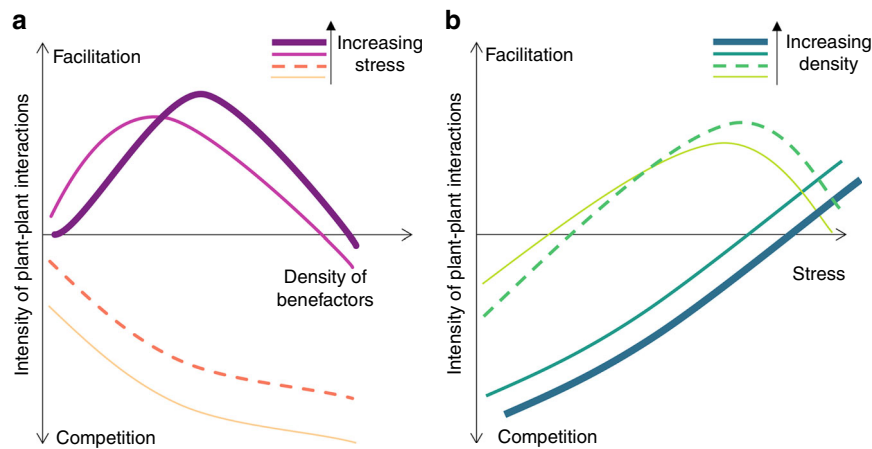 a
Facilitation
Increasing
stress
Intensity of plant-plant interactions
Density of
benefactors
Competition
b
Facilitation
Increasing
density
Intensity of plant-plant interactions
Stress
Competition